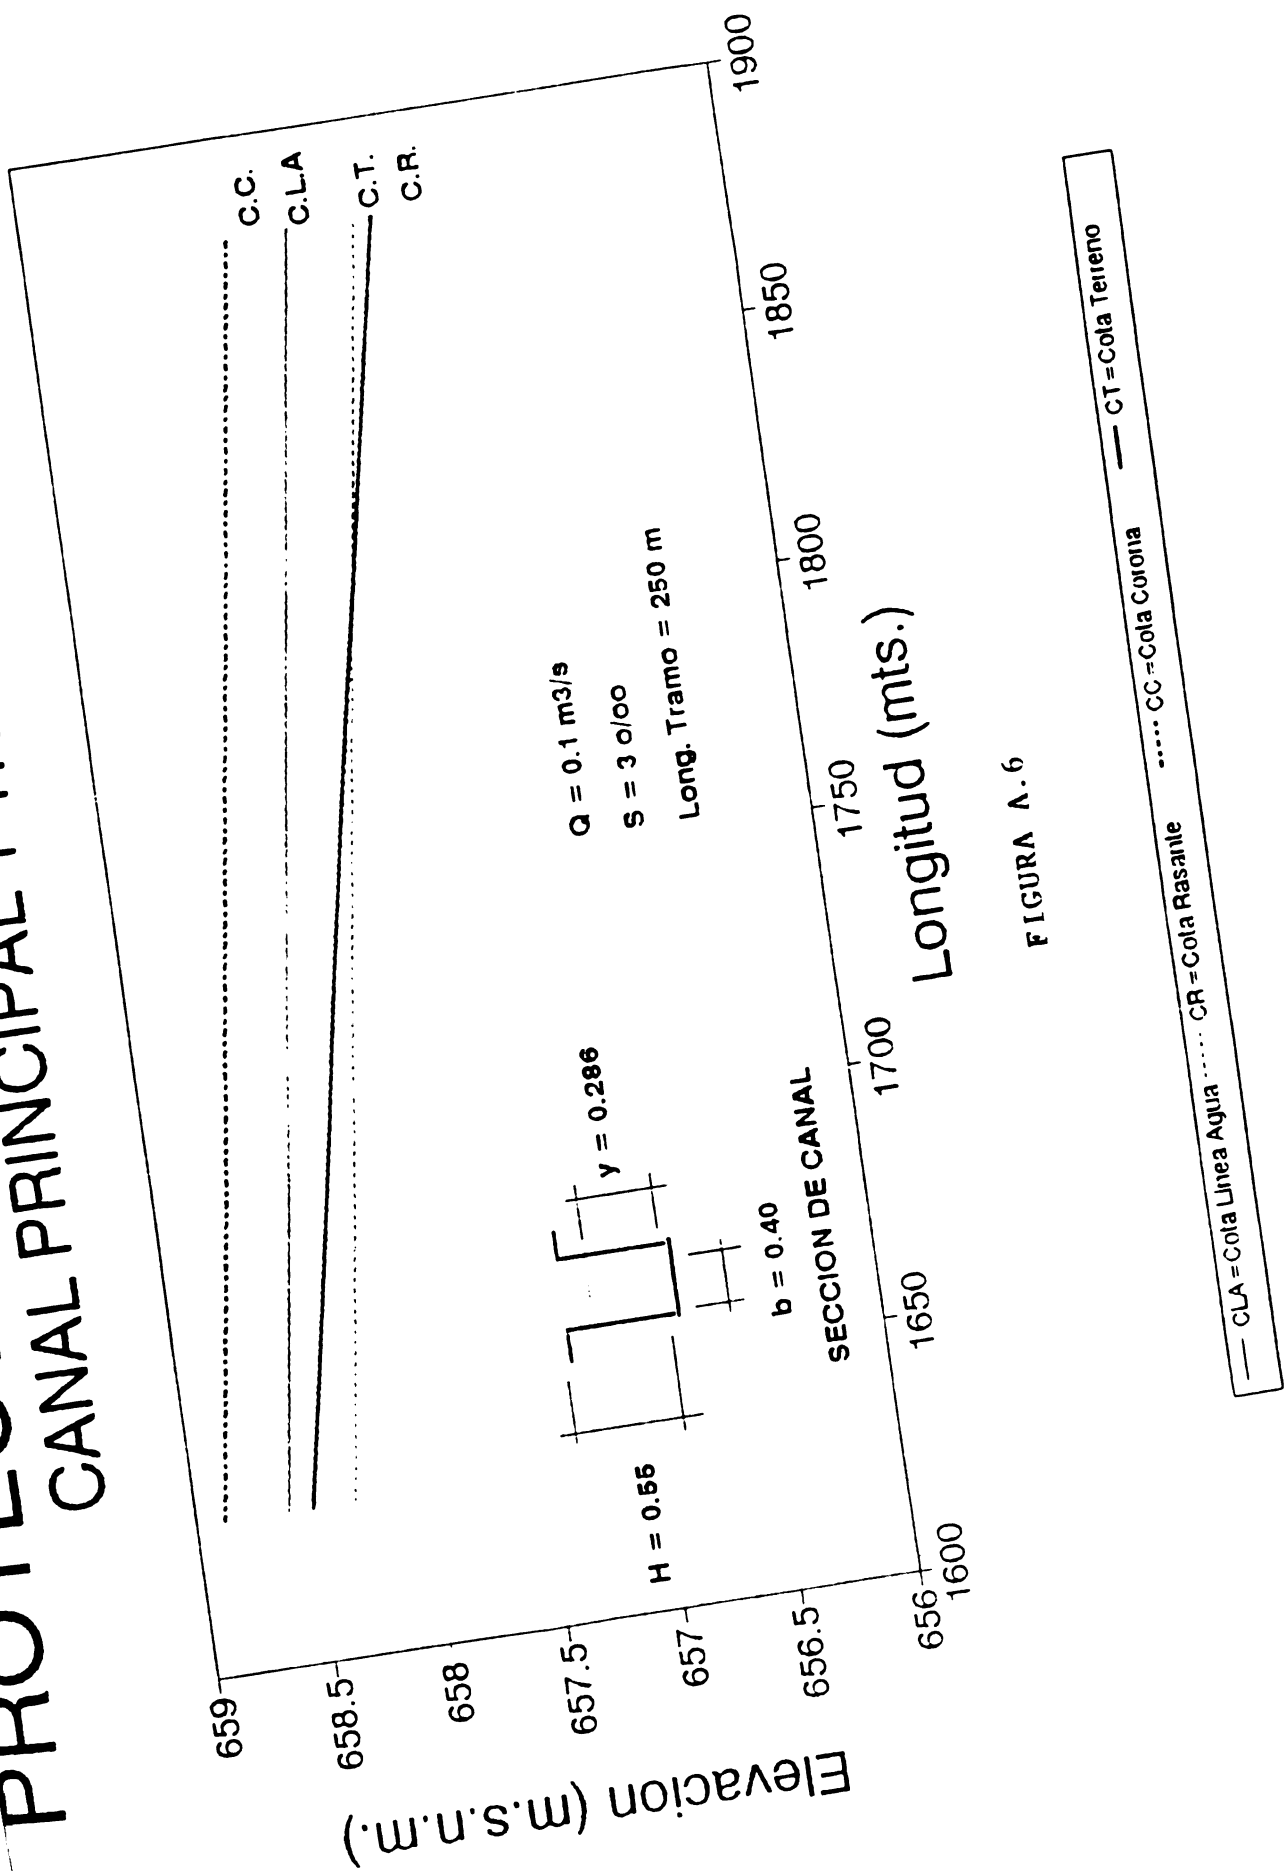 CANAL PRINCIPAL
C.C.
C.L.A
C.T.
C.R.
Q = 0.1 m3/s
S = 3 o/oo
Long. Tramo = 250 m
H = 0.55
y = 0.286
b = 0.40
SECCION DE CANAL
Elevacion (m.s.n.m.)
659
658.5
658
657.5
657
656.5
656
1600
1650
1700
1750
1800
1850
1900
Longitud (mts.)
FIGURA A.6
CLA=Cota Linea Agua
CR=Cota Rasante
CC=Cota Corona
CT=Cota Terreno